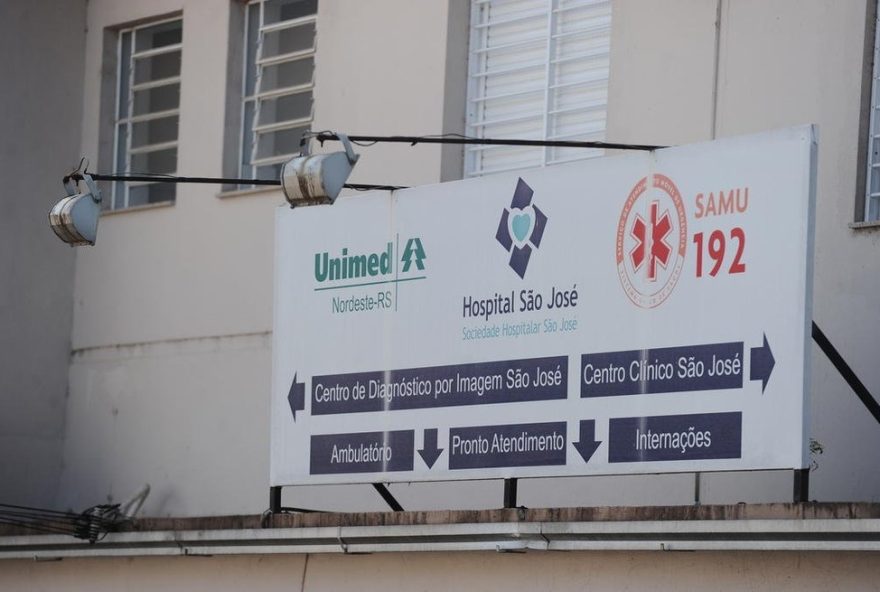 Unimed
Nordeste-RS
Hospital São José
Sociedade Hospitalar São José
SAMU
192
Centro de Diagnóstico por Imagem São José
Centro Clínico São José
Ambulatório
Pronto Atendimento
Internações